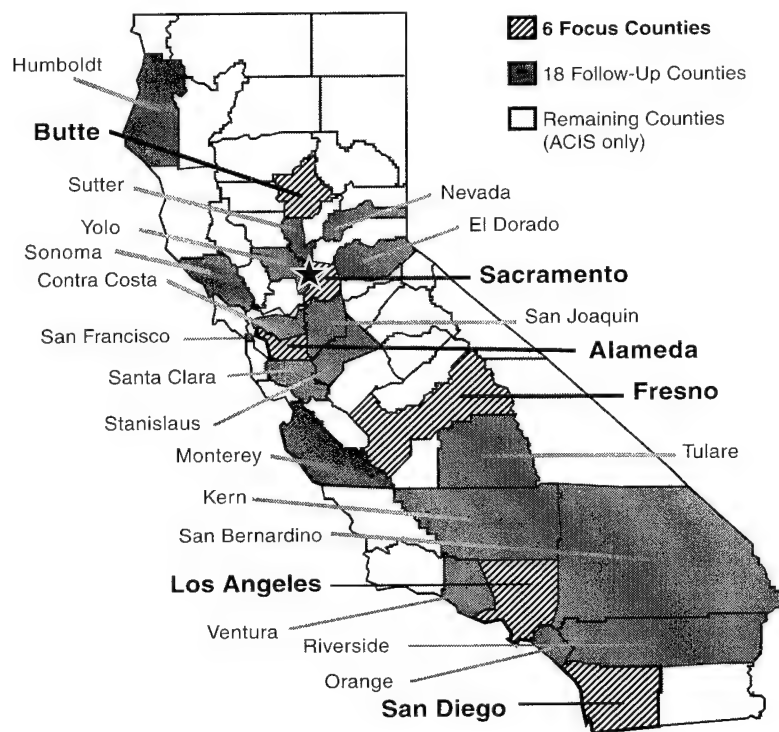 6 Focus Counties
18 Follow-Up Counties
Remaining Counties
(ACIS only)
Humboldt
Butte
Sutter
Nevada
Yolo
El Dorado
Sonoma
Sacramento
Contra Costa
San Joaquin
San Francisco
Alameda
Santa Clara
Fresno
Stanislaus
Monterey
Tulare
Kern
San Bernardino
Los Angeles
Ventura
Riverside
Orange
San Diego